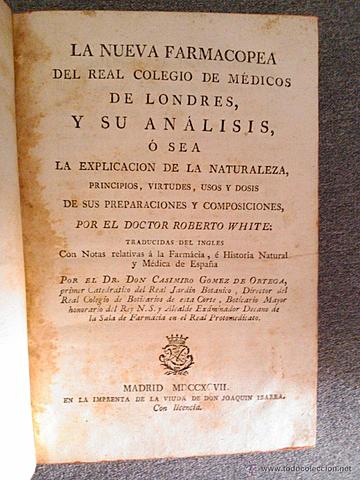 LA NUEVA FARMACOPEA
DEL REAL COLEGIO DE MÉDICOS
DE LONDRES,
Y SU ANÁLISIS,
Ó SEA
LA EXPLICACION DE LA NATURALEZA,
PRINCIPIOS, VIRTUDES, USOS Y DOSIS
DE SUS PREPARACIONES Y COMPOSICIONES,
POR EL DOCTOR ROBERTO WHITE:
TRADUCIDAS DEL INGLES
Con Notas relativas á la Farmácia, é Historia Natural
y Médica de España
POR EL DR. DON CASIMIRO GOMEZ DE ORTEGA,
primer Catedrático del Real Jardin Botanico, Director del
Real Colegio de Boticarios de esta Corte, Boticario Mayor
honorario del Rey N. S. y Alcalde Exâminador Decano de
la Sala de Farmacia en el Real Protomedicato.
MADRID MDCCXCVII.
EN LA IMPRENTA DE LA VIUDA DE DON JOAQUIN IBARRA.
Con licencia.
© www.todocoleccion.net